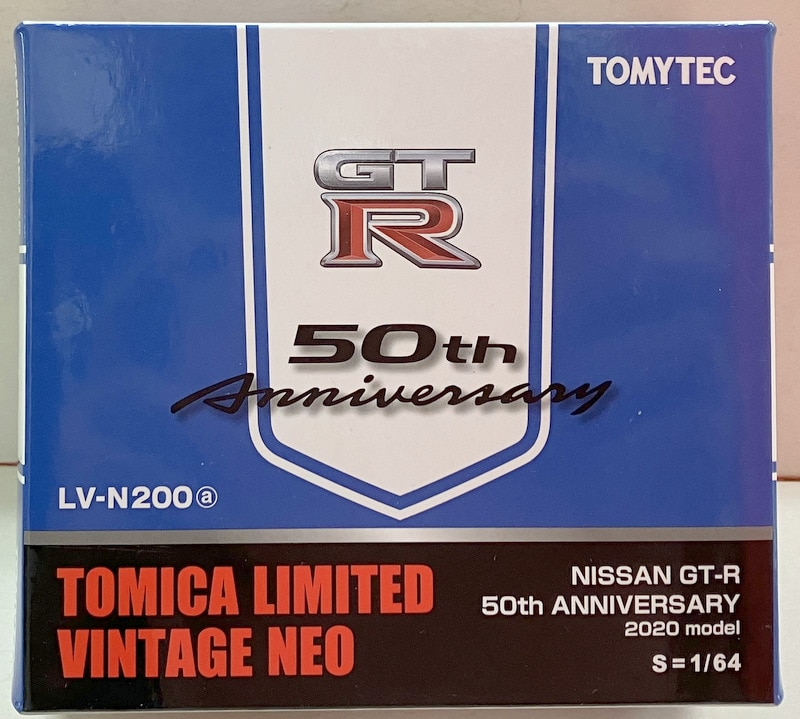 TOMYTEC
GT
R
50th
Anniversary
LV-N200ⓐ
TOMICA LIMITED
VINTAGE NEO
NISSAN GT-R
50th ANNIVERSARY
2020 model
S=1/64